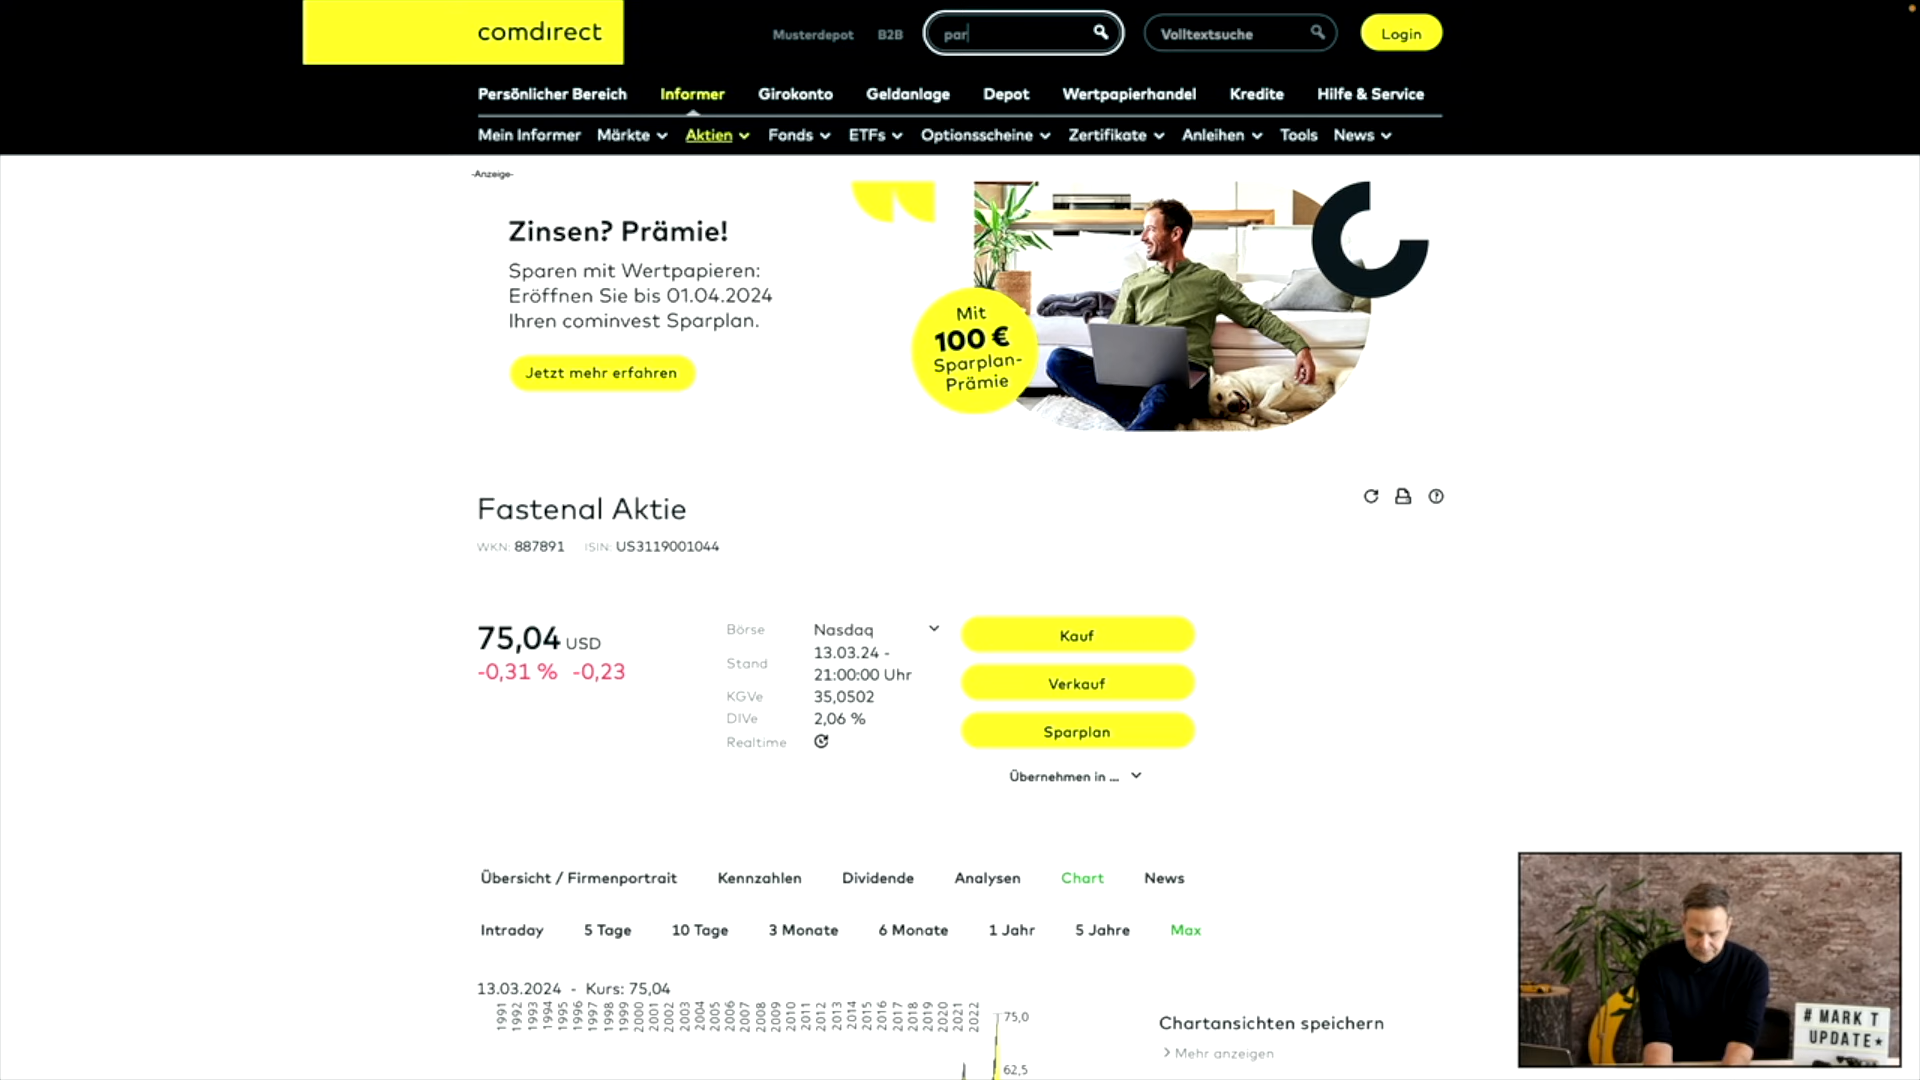 comdirect
Musterdepot
B2B
par
Volltextsuche
Login
Persönlicher Bereich
Informer
Girokonto
Geldanlage
Depot
Wertpapierhandel
Kredite
Hilfe & Service
Mein Informer
Märkte
Aktien
Fonds
ETFs
Optionsscheine
Zertifikate
Anleihen
Tools
News
-Anzeige-
Zinsen? Prämie!
Sparen mit Wertpapieren:
Eröffnen Sie bis 01.04.2024
Ihren cominvest Sparplan.
Jetzt mehr erfahren
Mit
100 €
Sparplan-
Prämie
Fastenal Aktie
WKN: 887891 ISIN: US3119001044
75,04 USD
-0,31 % -0,23
Börse Nasdaq
Stand 13.03.24 -
21:00:00 Uhr
KGVe 35,0502
DIVe 2,06 %
Realtime
Kauf
Verkauf
Sparplan
Übernehmen in ...
Übersicht / Firmenportrait
Kennzahlen
Dividende
Analysen
Chart
News
Intraday
5 Tage
10 Tage
3 Monate
6 Monate
1 Jahr
5 Jahre
Max
13.03.2024 - Kurs: 75,04
1991 1992 1993 1994 1995 1996 1997 1998 1999 2000 2001 2002 2003 2004 2005 2006 2007 2008 2009 2010 2011 2012 2013 2014 2015 2016 2017 2018 2019 2020 2021 2022
75,0
62,5
Chartansichten speichern
Mehr anzeigen
# MARKT
UPDATE★